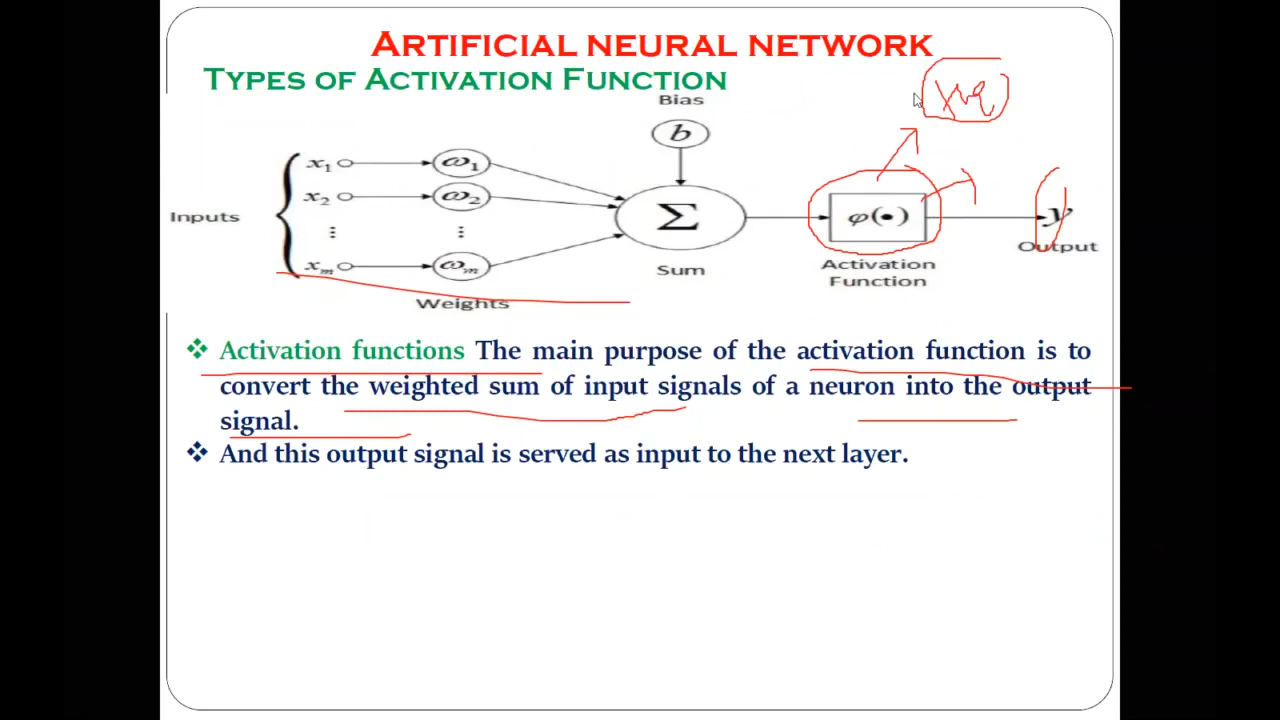 ARTIFICIAL NEURAL NETWORK
TYPES OF ACTIVATION FUNCTION
Bias
b
x1 ω1
x2 ω2
⋮ ⋮
xm ωm
Inputs
Σ
φ(•)
y
Output
Sum
Activation
Function
Weights
❖ Activation functions The main purpose of the activation function is to
convert the weighted sum of input signals of a neuron into the output
signal.
❖ And this output signal is served as input to the next layer.